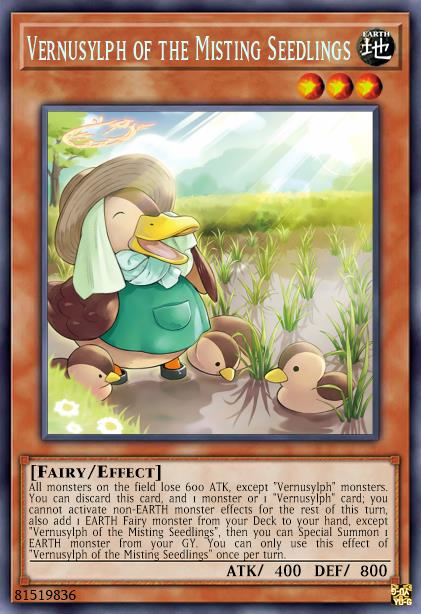 VERNUSYLPH OF THE MISTING SEEDLINGS
EARTH
地
[FAIRY/EFFECT]
All monsters on the field lose 600 ATK, except "Vernusylph" monsters.
You can discard this card, and 1 monster or 1 "Vernusylph" card; you
cannot activate non-EARTH monster effects for the rest of this turn,
also add 1 EARTH Fairy monster from your Deck to your hand, except
"Vernusylph of the Misting Seedlings", then you can Special Summon 1
EARTH monster from your GY. You can only use this effect of
"Vernusylph of the Misting Seedlings" once per turn.
ATK/ 400 DEF/ 800
81519836